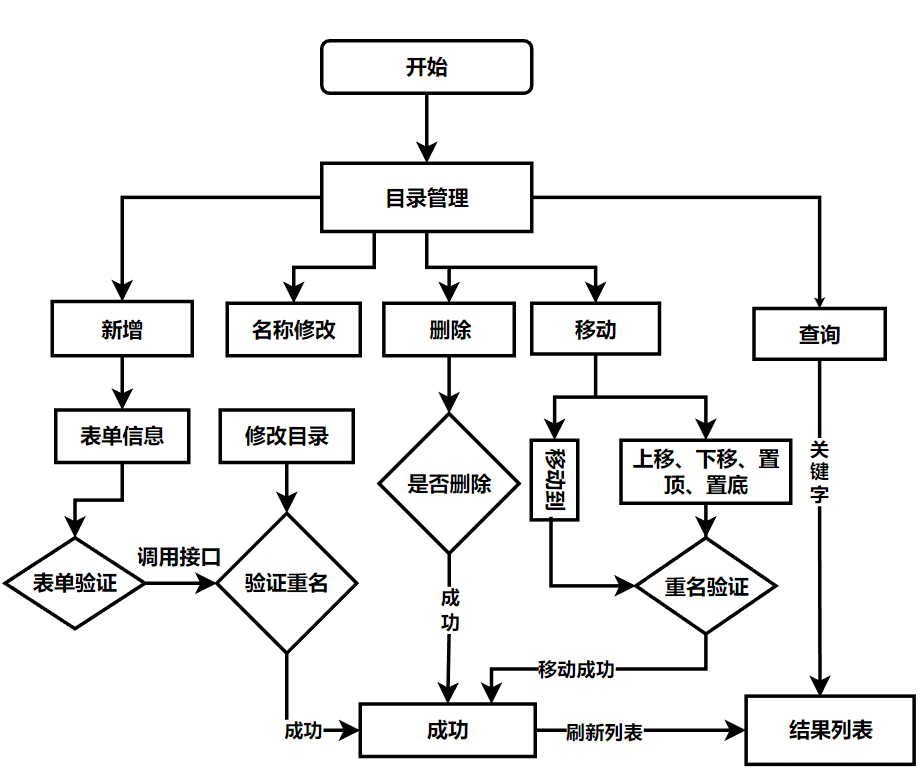 开始
目录管理
新增
名称修改
删除
移动
查询
表单信息
修改目录
是否删除
移动到
上移、下移、置
顶、置底
关键字
表单验证
调用接口
验证重名
成功
重名验证
移动成功
成功
成功
刷新列表
结果列表